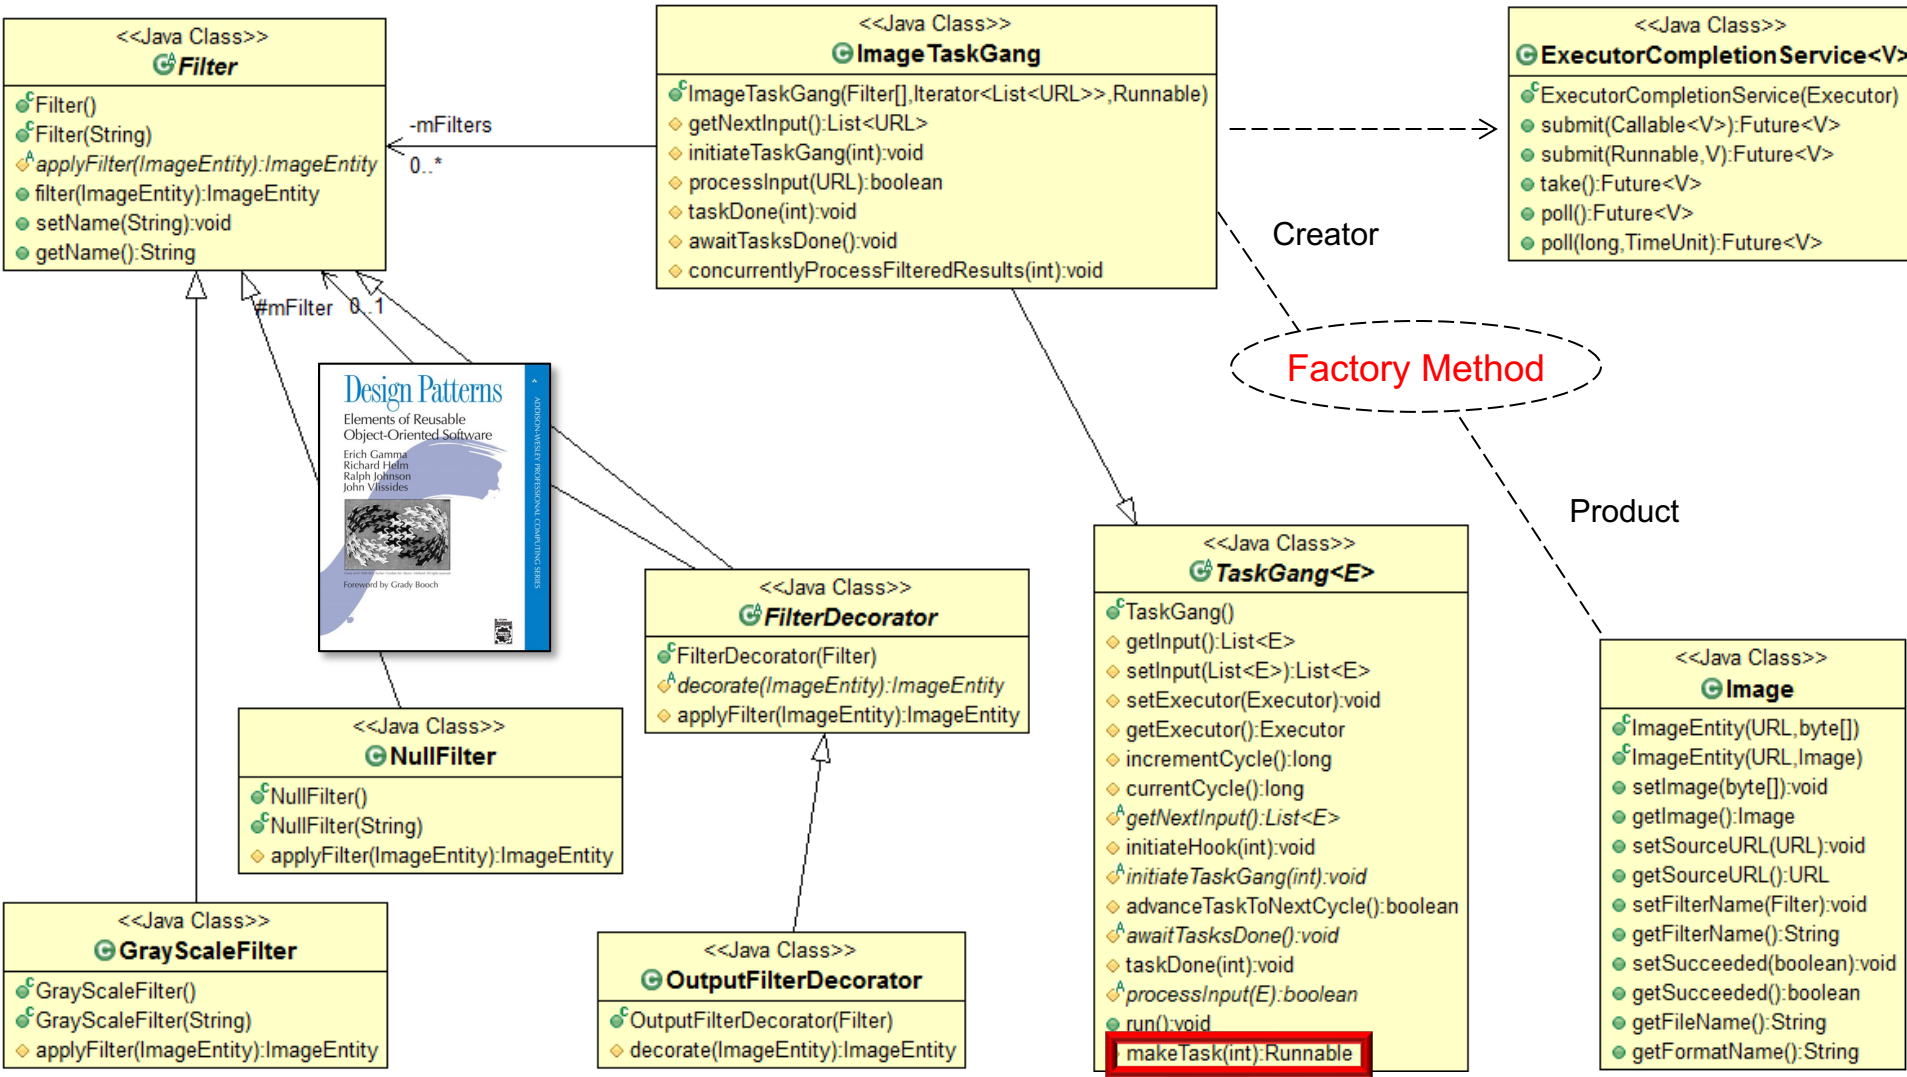 <<Java Class>>
Filter
Filter()
Filter(String)
applyFilter(ImageEntity):ImageEntity
filter(ImageEntity):ImageEntity
setName(String):void
getName():String
-mFilters
0..*
<<Java Class>>
ImageTaskGang
ImageTaskGang(Filter[],Iterator<List<URL>>,Runnable)
getNextInput():List<URL>
initiateTaskGang(int):void
processInput(URL):boolean
taskDone(int):void
awaitTasksDone():void
concurrentlyProcessFilteredResults(int):void
<<Java Class>>
ExecutorCompletionService<V>
ExecutorCompletionService(Executor)
submit(Callable<V>):Future<V>
submit(Runnable,V):Future<V>
take():Future<V>
poll():Future<V>
poll(long,TimeUnit):Future<V>
Creator
Factory Method
Product
#mFilter 0..1
Design Patterns
Elements of Reusable
Object-Oriented Software
Erich Gamma
Richard Helm
Ralph Johnson
John Vlissides
Foreword by Grady Booch
ADDISON-WESLEY PROFESSIONAL COMPUTING SERIES
<<Java Class>>
FilterDecorator
FilterDecorator(Filter)
decorate(ImageEntity):ImageEntity
applyFilter(ImageEntity):ImageEntity
<<Java Class>>
NullFilter
NullFilter()
NullFilter(String)
applyFilter(ImageEntity):ImageEntity
<<Java Class>>
GrayScaleFilter
GrayScaleFilter()
GrayScaleFilter(String)
applyFilter(ImageEntity):ImageEntity
<<Java Class>>
OutputFilterDecorator
OutputFilterDecorator(Filter)
decorate(ImageEntity):ImageEntity
<<Java Class>>
TaskGang<E>
TaskGang()
getInput():List<E>
setInput(List<E>):List<E>
setExecutor(Executor):void
getExecutor():Executor
incrementCycle():long
currentCycle():long
getNextInput():List<E>
initiateHook(int):void
initiateTaskGang(int):void
advanceTaskToNextCycle():boolean
awaitTasksDone():void
taskDone(int):void
processInput(E):boolean
run():void
makeTask(int):Runnable
<<Java Class>>
Image
ImageEntity(URL,byte[])
ImageEntity(URL,Image)
setImage(byte[]):void
getImage():Image
setSourceURL(URL):void
getSourceURL():URL
setFilterName(Filter):void
getFilterName():String
setSucceeded(boolean):void
getSucceeded():boolean
getFileName():String
getFormatName():String